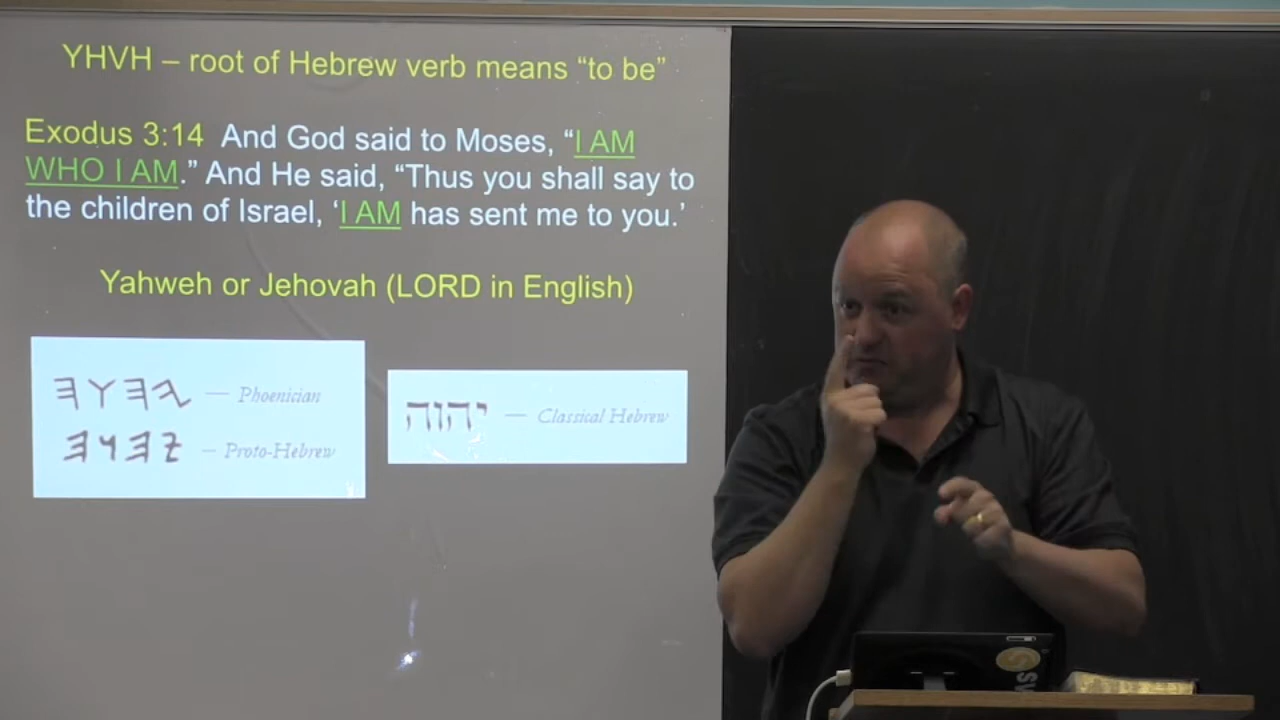 YHVH – root of Hebrew verb means “to be”
Exodus 3:14 And God said to Moses, “I AM
WHO I AM.” And He said, “Thus you shall say to
the children of Israel, ‘I AM has sent me to you.’
Yahweh or Jehovah (LORD in English)
𐤉𐤄𐤅𐤄 — Phoenician
𐤉𐤄𐤅𐤄 — Proto-Hebrew
יהוה — Classical Hebrew